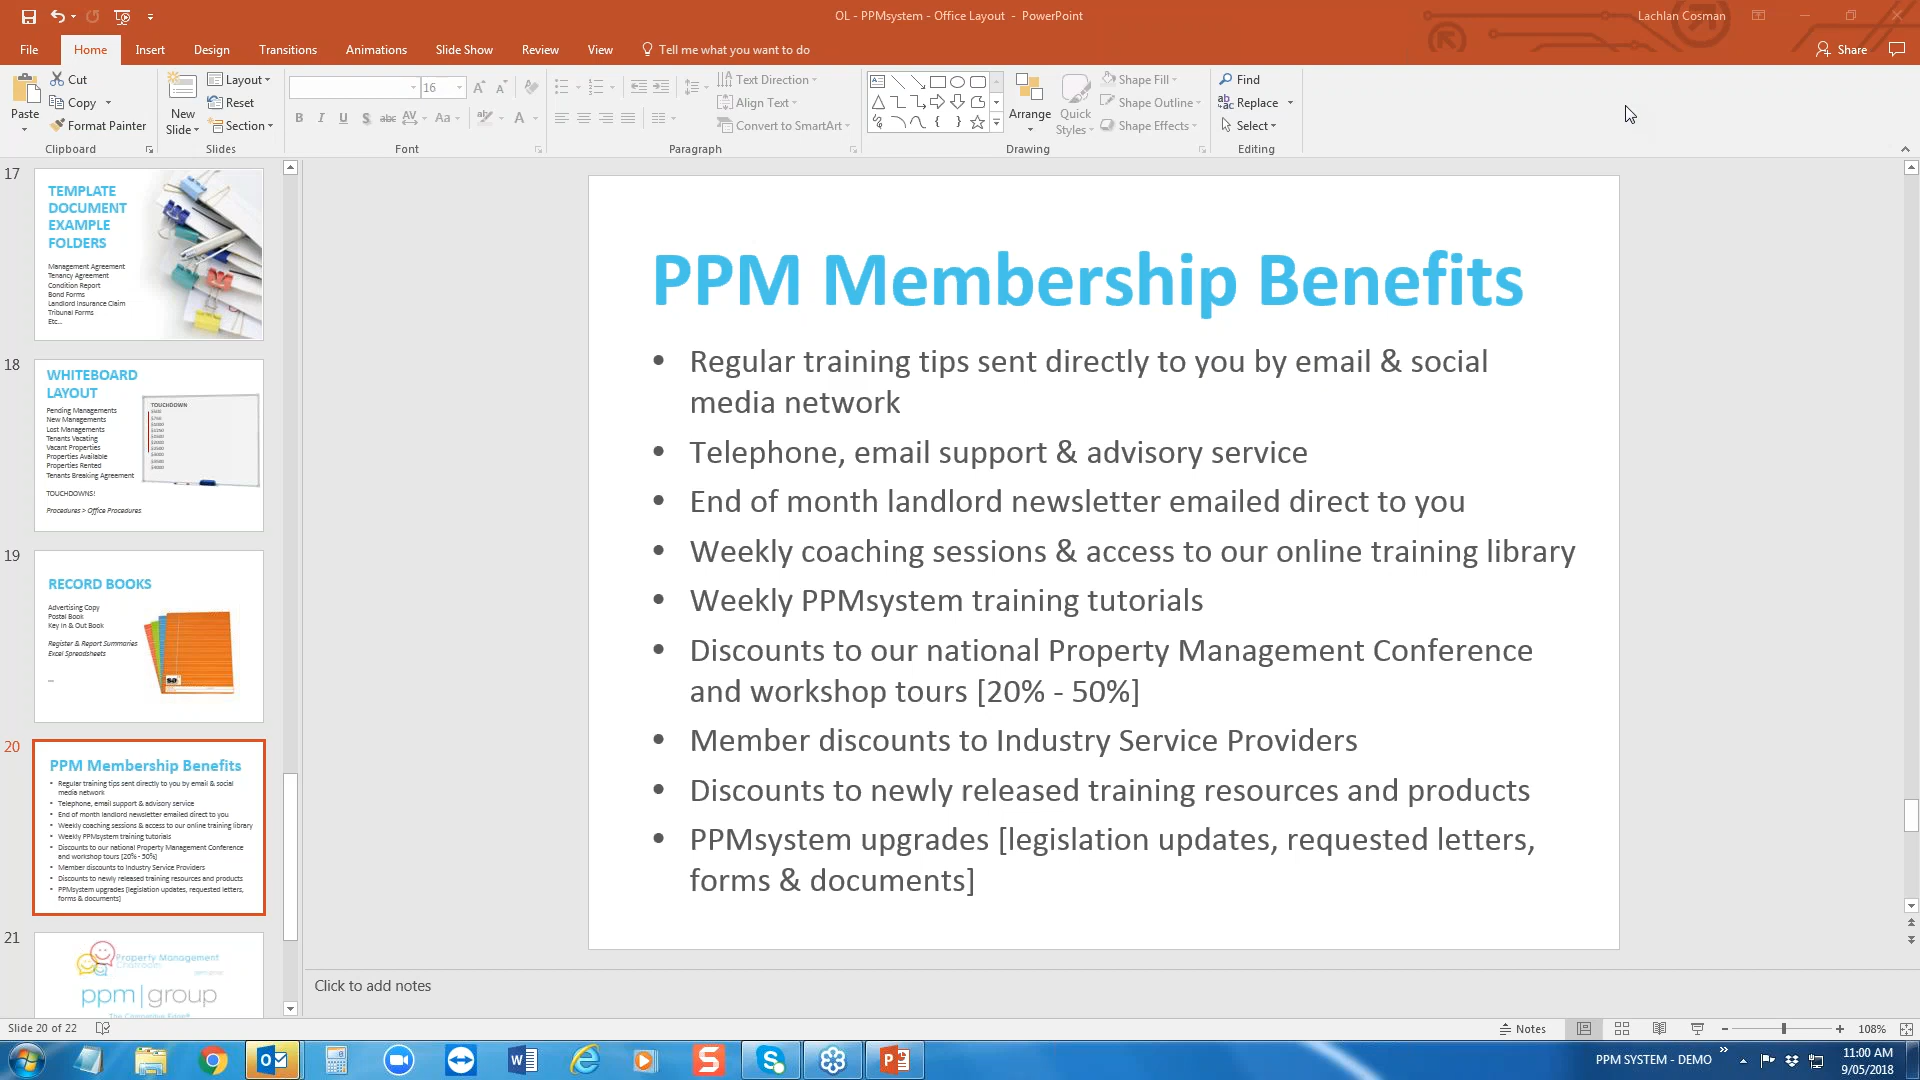 OL - PPMsystem - Office Layout - PowerPoint
Lachlan Cosman
File
Home
Insert
Design
Transitions
Animations
Slide Show
Review
View
Tell me what you want to do
Share
Paste
Cut
Copy
Format Painter
Clipboard
New
Slide
Layout
Reset
Section
Slides
16
Font
Text Direction
Align Text
Convert to SmartArt
Paragraph
Arrange
Quick
Styles
Shape Fill
Shape Outline
Shape Effects
Drawing
Find
Replace
Select
Editing
17
TEMPLATE
DOCUMENT
EXAMPLE
FOLDERS
Management Agreement
Tenancy Agreement
Condition Report
Bond Forms
Landlord Insurance Claim
Tribunal Forms
Etc...
18
WHITEBOARD
LAYOUT
Pending Managements
New Managements
Lost Managements
Tenants Vacating
Vacant Properties
Properties Available
Properties Rented
Tenants Breaking Agreement
TOUCHDOWNS!
Procedures > Office Procedures
TOUCHDOWN
19
RECORD BOOKS
Advertising Copy
Postal Book
Key In & Out Book
Register & Report Summaries
Excel Spreadsheets
20
PPM Membership Benefits
• Regular training tips sent directly to you by email & social
media network
• Telephone, email support & advisory service
• End of month landlord newsletter emailed direct to you
• Weekly coaching sessions & access to our online training library
• Weekly PPMsystem training tutorials
• Discounts to our national Property Management Conference
and workshop tours [20% - 50%]
• Member discounts to Industry Service Providers
• Discounts to newly released training resources and products
• PPMsystem upgrades [legislation updates, requested letters,
forms & documents]
21
Property Management
ppm|group
The Competitive Edge
PPM Membership Benefits
• Regular training tips sent directly to you by email & social
media network
• Telephone, email support & advisory service
• End of month landlord newsletter emailed direct to you
• Weekly coaching sessions & access to our online training library
• Weekly PPMsystem training tutorials
• Discounts to our national Property Management Conference
and workshop tours [20% - 50%]
• Member discounts to Industry Service Providers
• Discounts to newly released training resources and products
• PPMsystem upgrades [legislation updates, requested letters,
forms & documents]
Click to add notes
Slide 20 of 22
Notes
108%
PPM SYSTEM - DEMO
11:00 AM
9/05/2018